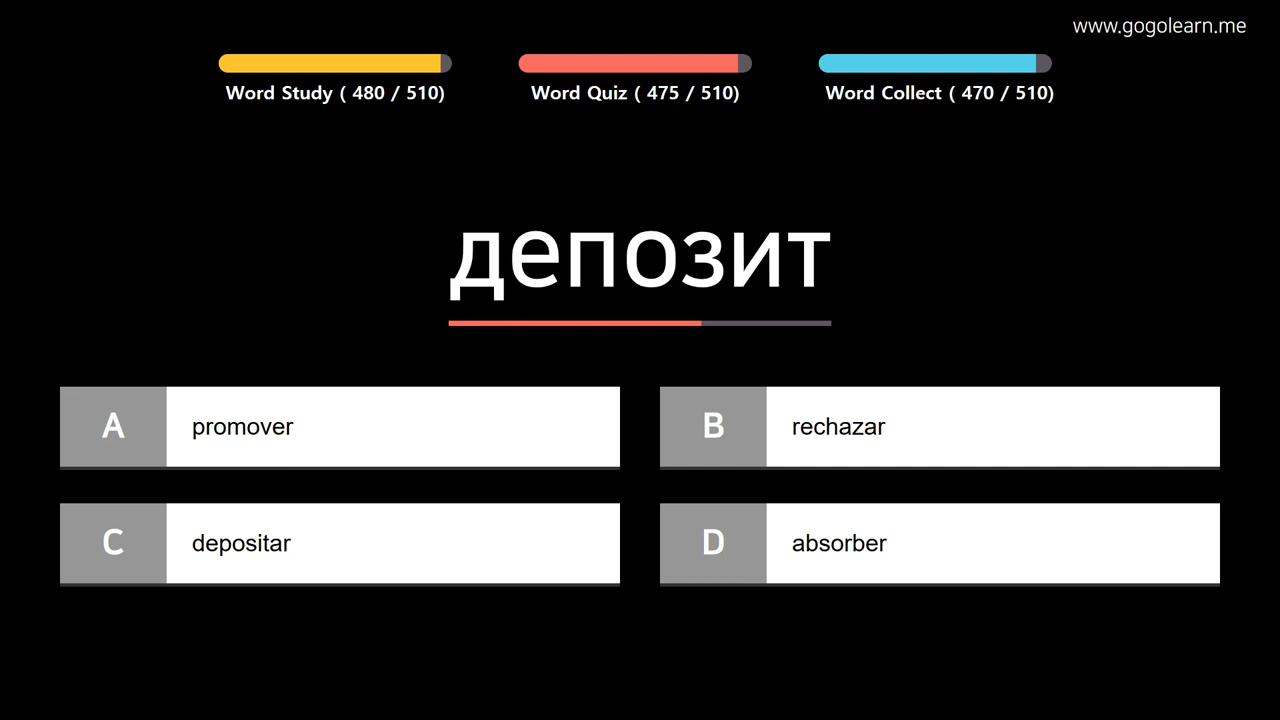 www.gogolearn.me
Word Study ( 480 / 510)
Word Quiz ( 475 / 510)
Word Collect ( 470 / 510)
депозит
A promover
B rechazar
C depositar
D absorber